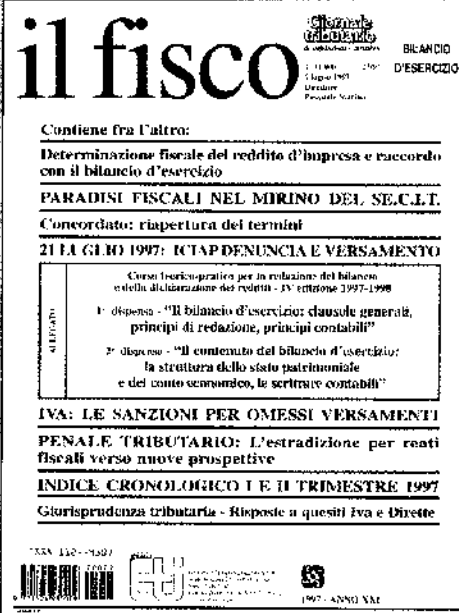 il fisco
Giornale
tributario
BILANCIO
D'ESERCIZIO
Contiene fra l'altro:
Determinazione fiscale del reddito d'impresa e raccordo
con il bilancio d'esercizio
PARADISI FISCALI NEL MIRINO DEL SE.C.I.T.
Concordato: riapertura dei termini
21 LUGLIO 1997: ICIAP DENUNCIA E VERSAMENTO
ALLEGATO
Corso teorico-pratico per la redazione del bilancio
e della dichiarazione dei redditi - IV edizione 1997-1998
1ª dispensa - "Il bilancio d'esercizio: clausole generali,
principi di redazione, principi contabili"
2ª dispensa - "Il contenuto del bilancio d'esercizio:
la struttura dello stato patrimoniale
e del conto economico, le scritture contabili"
IVA: LE SANZIONI PER OMESSI VERSAMENTI
PENALE TRIBUTARIO: L'estradizione per reati
fiscali verso nuove prospettive
INDICE CRONOLOGICO I E II TRIMESTRE 1997
Giurisprudenza tributaria - Risposte a quesiti Iva e Dirette
1997 - ANNO XXI